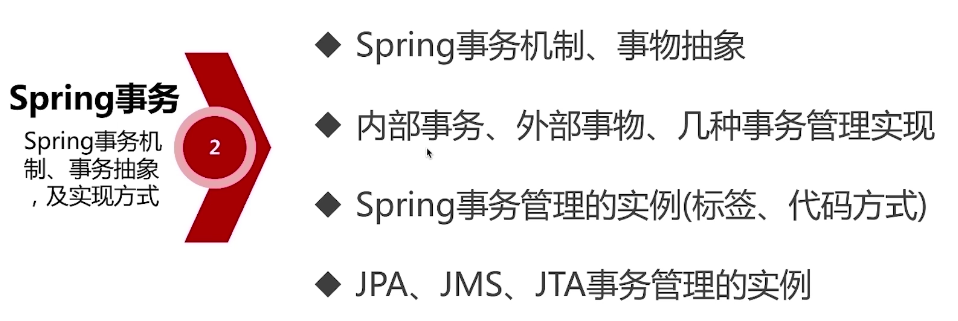 Spring事务
Spring事务机
制、事务抽象
，及实现方式
2
◆ Spring事务机制、事物抽象
◆ 内部事务、外部事物、几种事务管理实现
◆ Spring事务管理的实例(标签、代码方式)
◆ JPA、JMS、JTA事务管理的实例